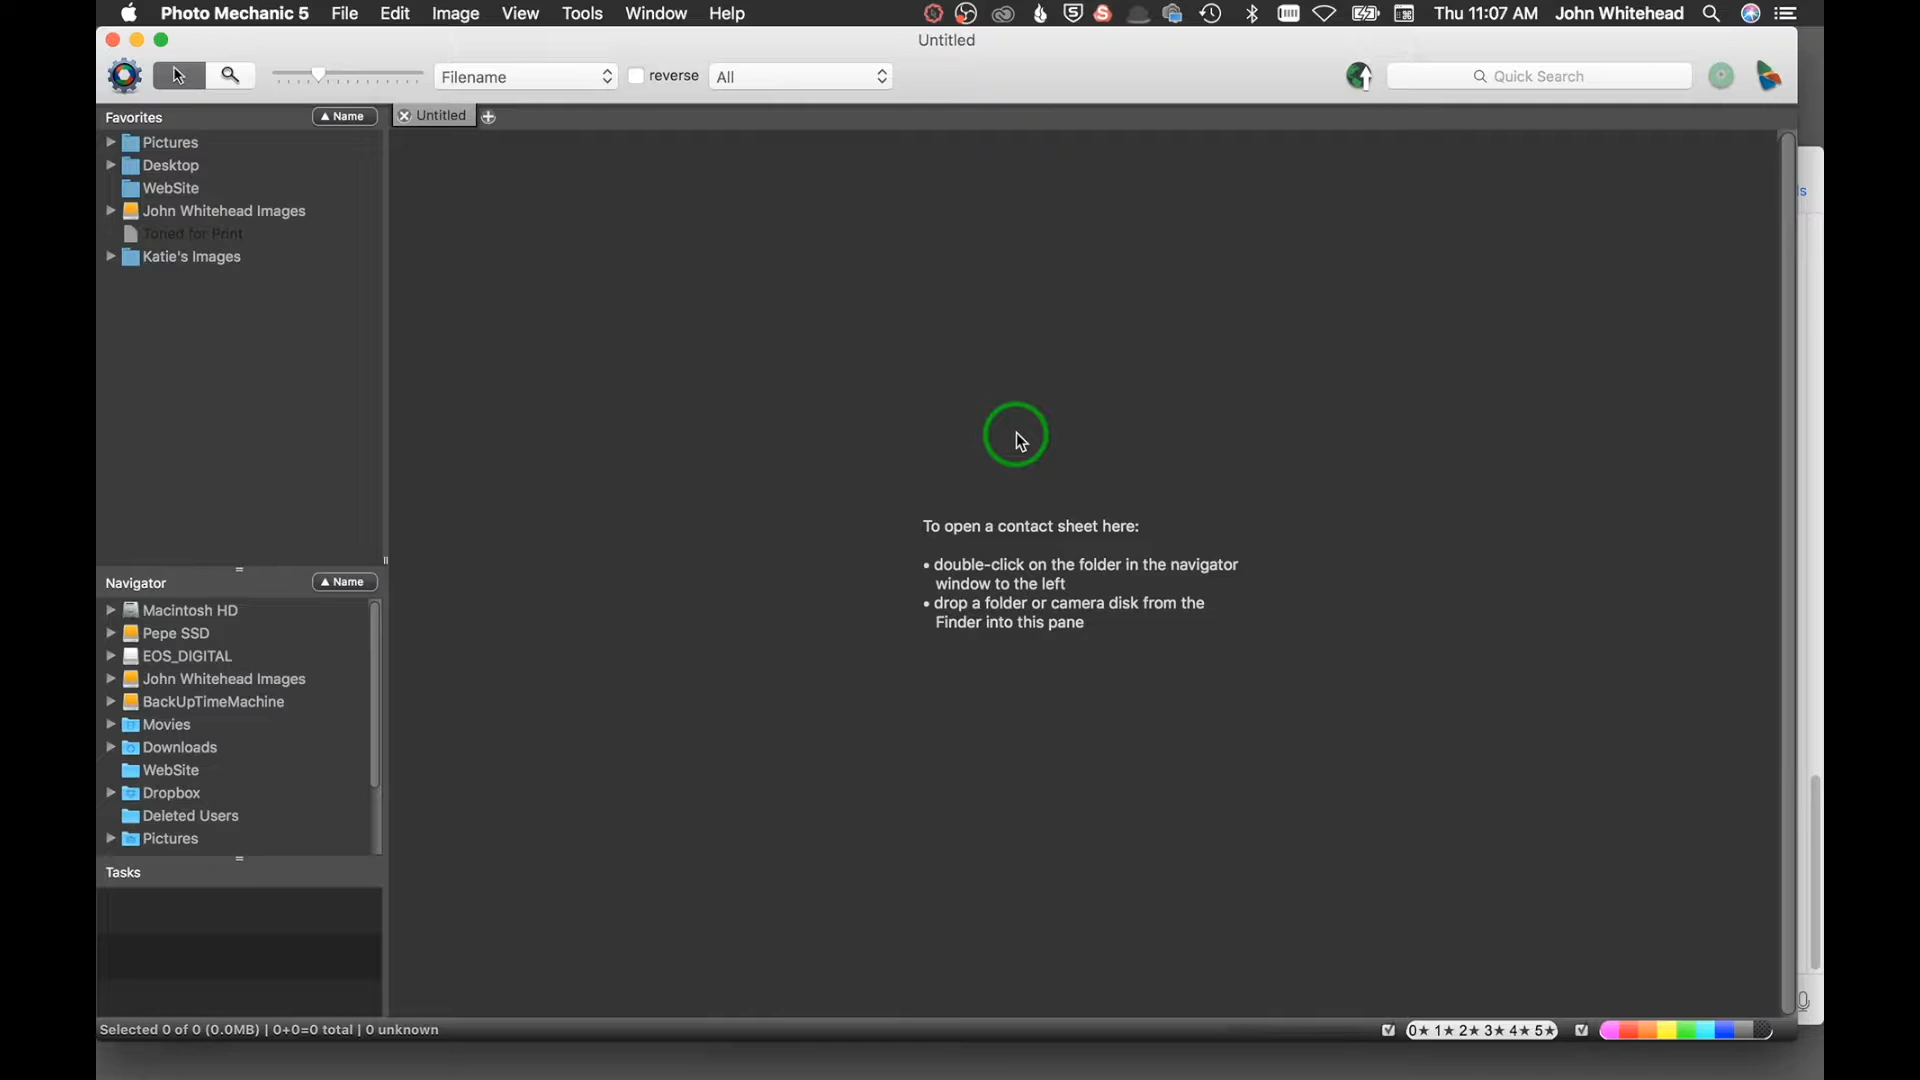 Photo Mechanic 5 File Edit Image View Tools Window Help Thu 11:07 AM John Whitehead
Untitled
Filename reverse All Quick Search
Favorites ▲ Name
Untitled
Pictures
Desktop
WebSite
John Whitehead Images
Toned for Print
Katie's Images
To open a contact sheet here:
• double-click on the folder in the navigator
window to the left
• drop a folder or camera disk from the
Finder into this pane
Navigator ▲ Name
Macintosh HD
Pepe SSD
EOS_DIGITAL
John Whitehead Images
BackUpTimeMachine
Movies
Downloads
WebSite
Dropbox
Deleted Users
Pictures
Tasks
Selected 0 of 0 (0.0MB) | 0+0=0 total | 0 unknown 0★ 1★ 2★ 3★ 4★ 5★